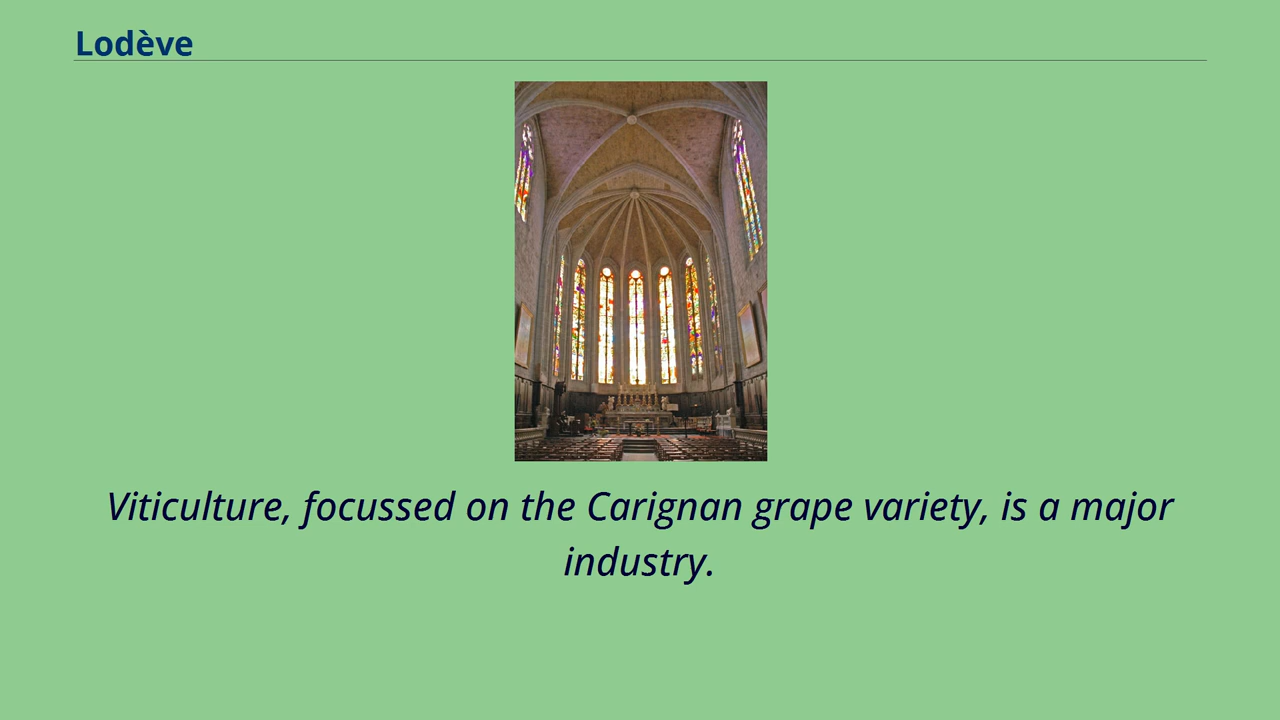 Lodève
Viticulture, focussed on the Carignan grape variety, is a major
industry.